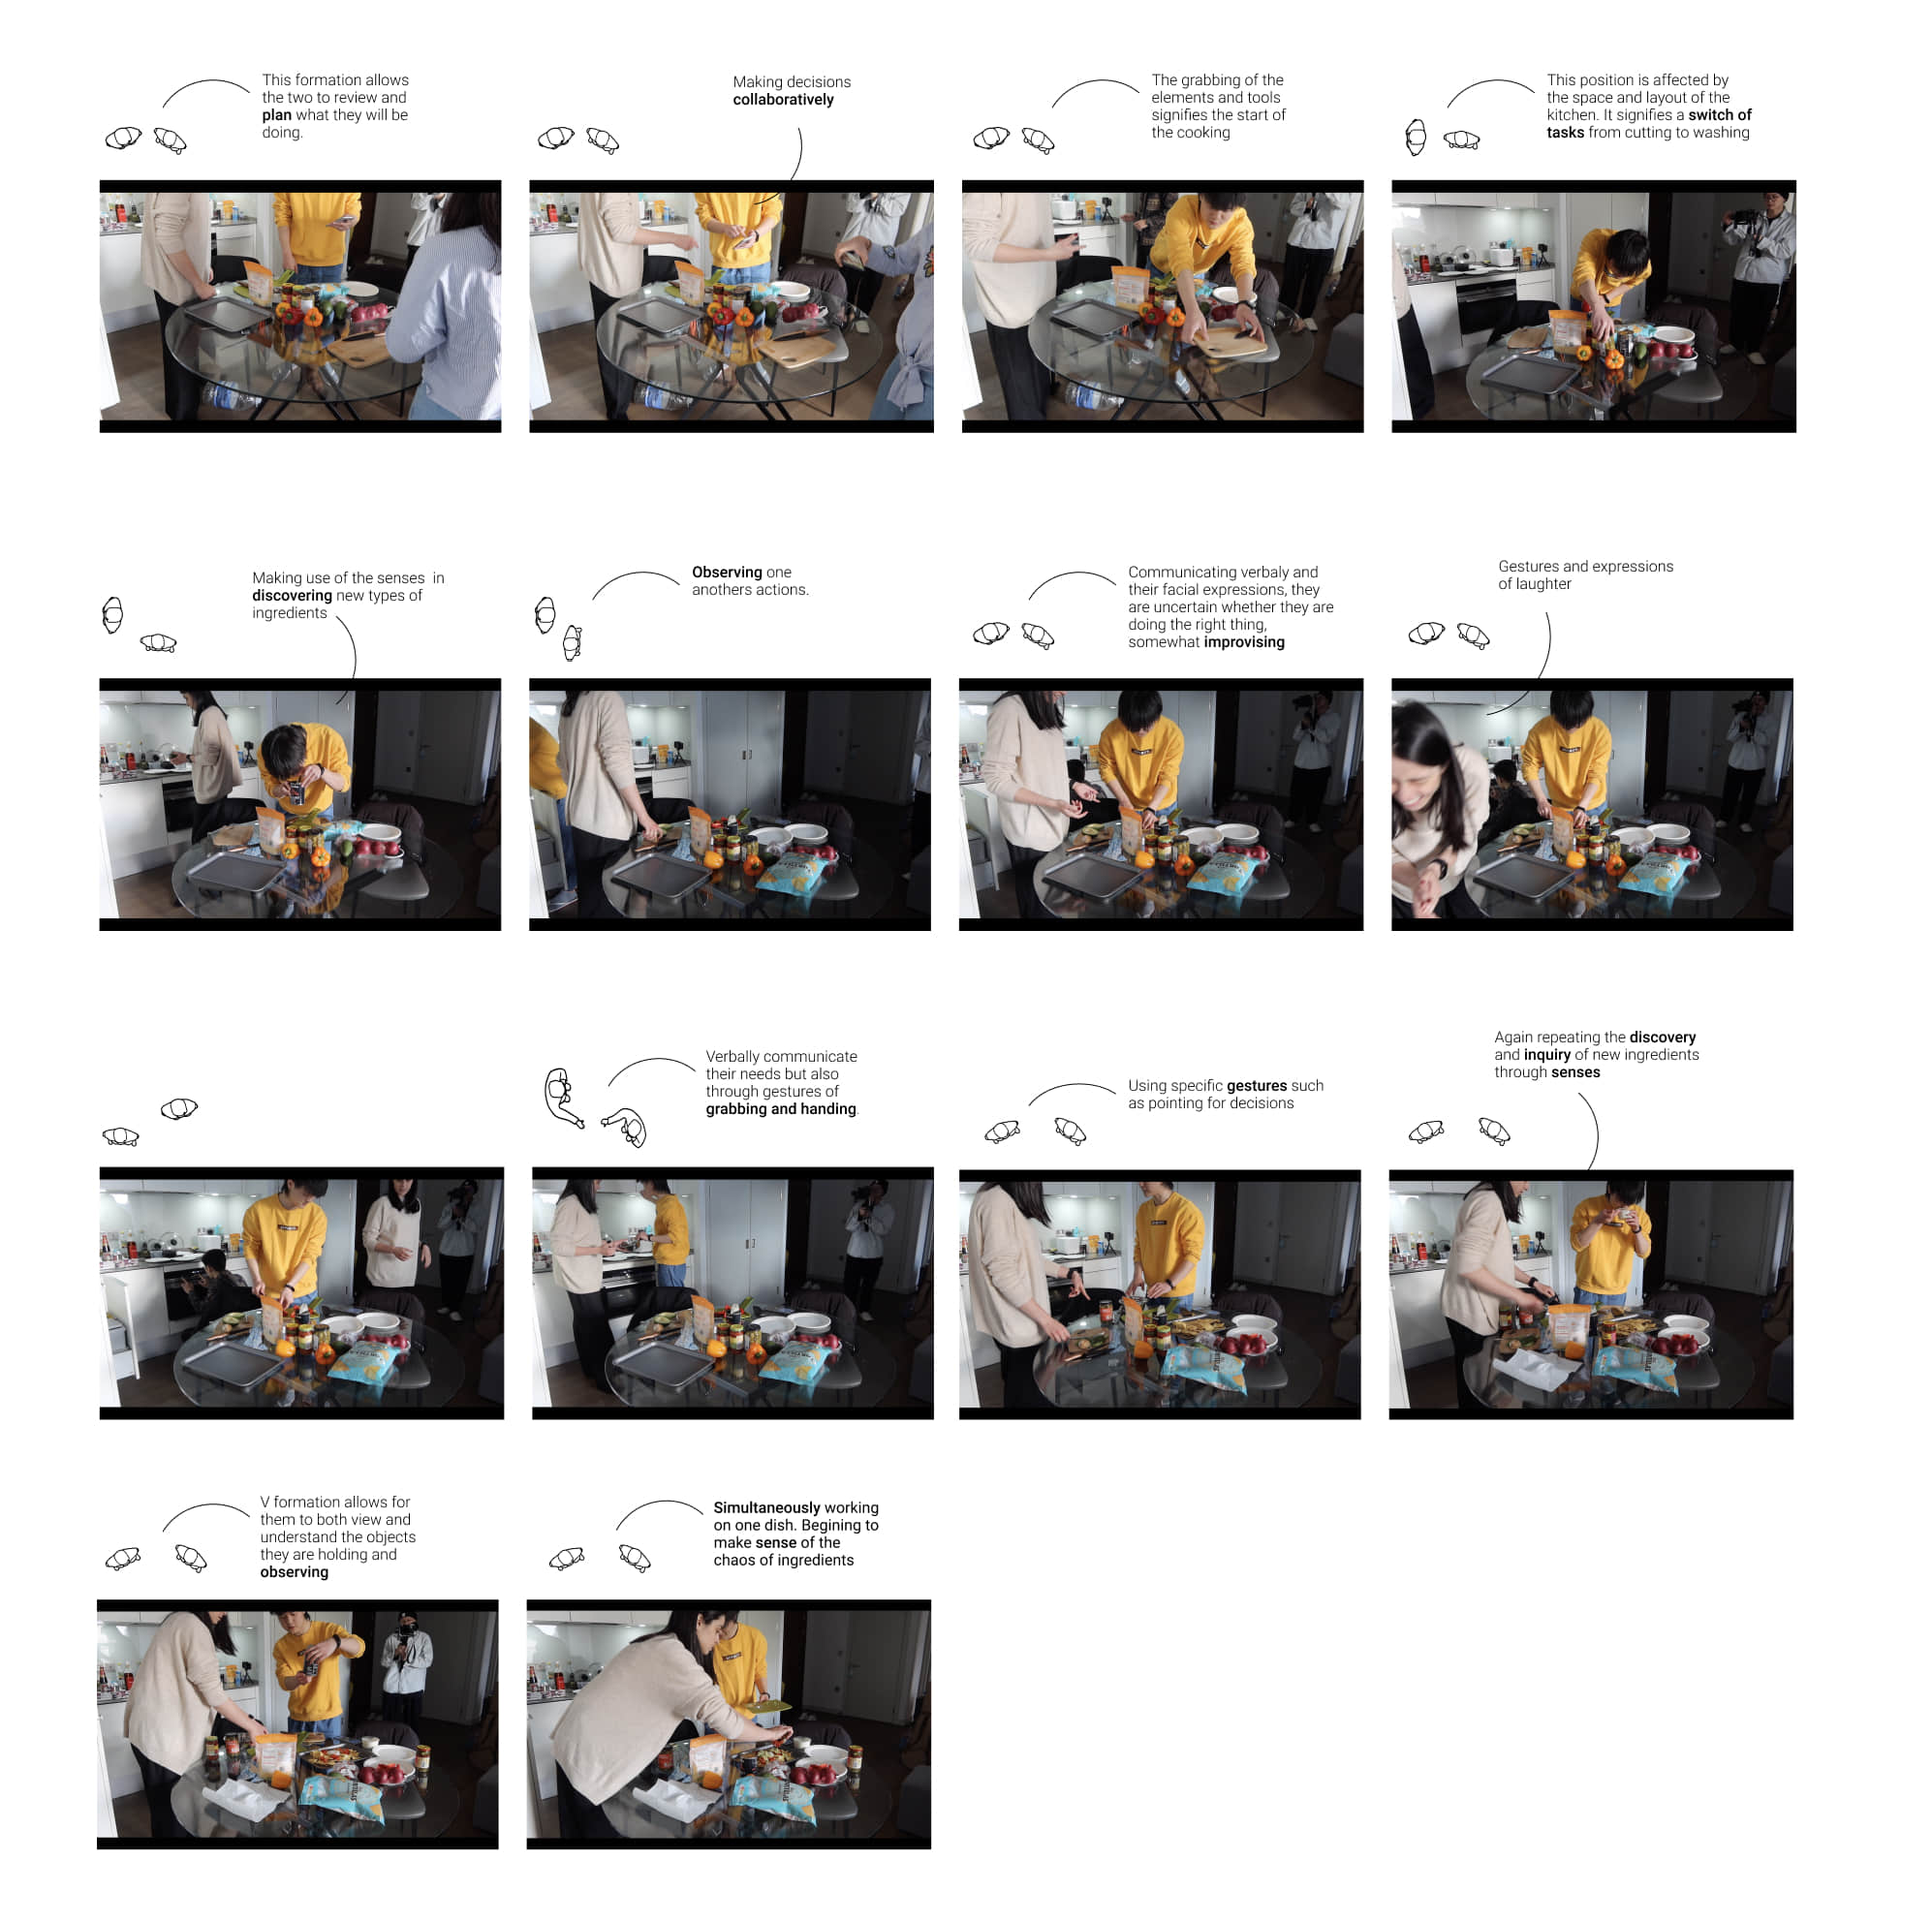 This formation allows
the two to review and
plan what they will be
doing.
Making decisions
collaboratively
The grabbing of the
elements and tools
signifies the start of
the cooking
This position is affected by
the space and layout of the
kitchen. It signifies a switch of
tasks from cutting to washing
Making use of the senses in
discovering new types of
ingredients
Observing one
anothers actions.
Communicating verbaly and
their facial expressions, they
are uncertain whether they are
doing the right thing,
somewhat improvising
Gestures and expressions
of laughter
Verbally communicate
their needs but also
through gestures of
grabbing and handing.
Using specific gestures such
as pointing for decisions
Again repeating the discovery
and inquiry of new ingredients
through senses
V formation allows for
them to both view and
understand the objects
they are holding and
observing
Simultaneously working
on one dish. Begining to
make sense of the
chaos of ingredients